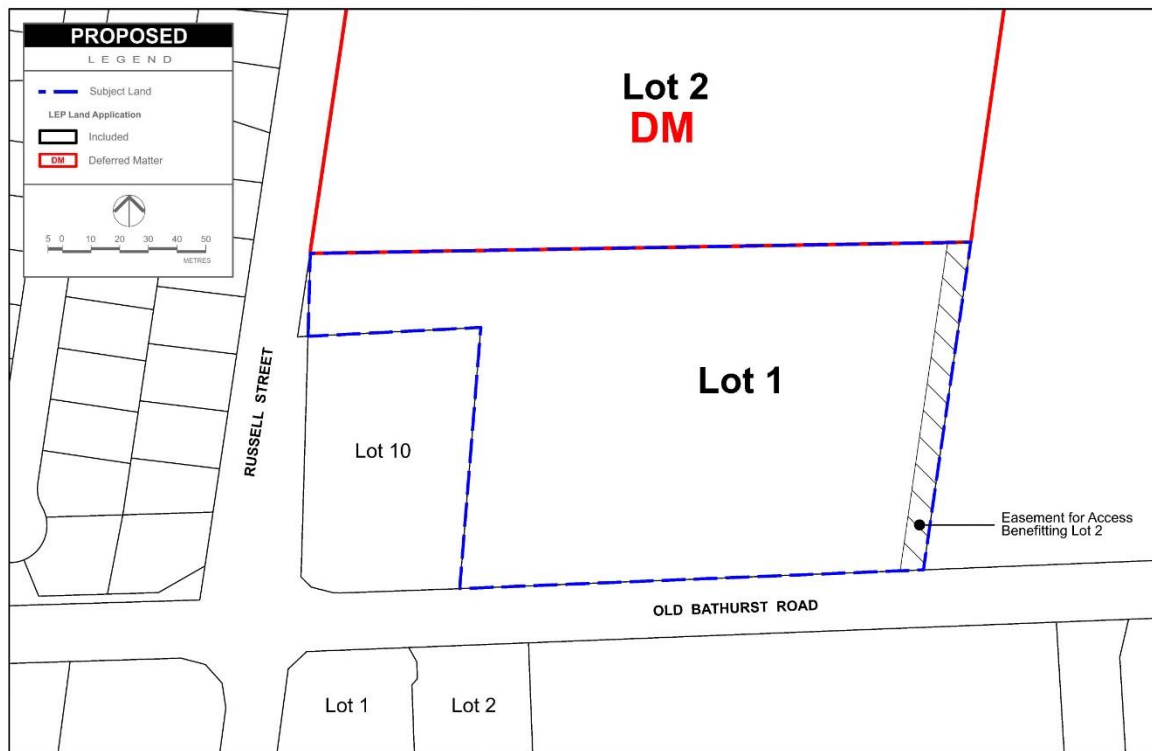 PROPOSED
LEGEND
Subject Land
LEP Land Application
Included
DM Deferred Matter
5 0 10 20 30 40 50
METRES
Lot 2
DM
Lot 1
RUSSELL STREET
Lot 10
Easement for Access
Benefitting Lot 2
OLD BATHURST ROAD
Lot 1
Lot 2